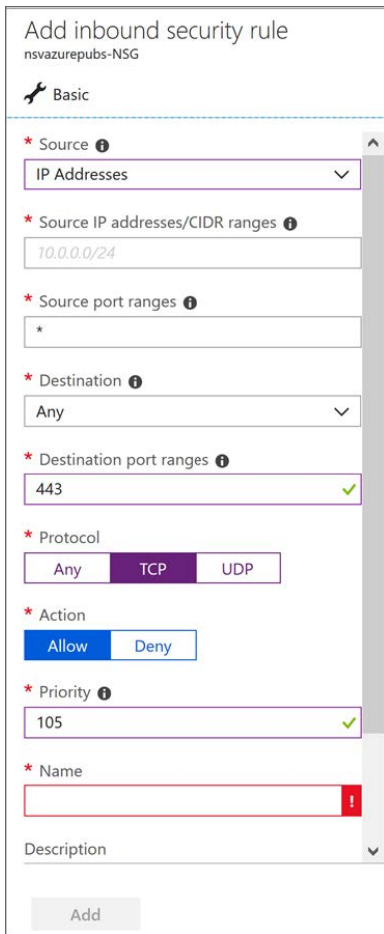 Add inbound security rule
nsvazurepubs-NSG
Basic
* Source
IP Addresses
* Source IP addresses/CIDR ranges
10.0.0.0/24
* Source port ranges
*
* Destination
Any
* Destination port ranges
443
* Protocol
Any TCP UDP
* Action
Allow Deny
* Priority
105
* Name
Description
Add